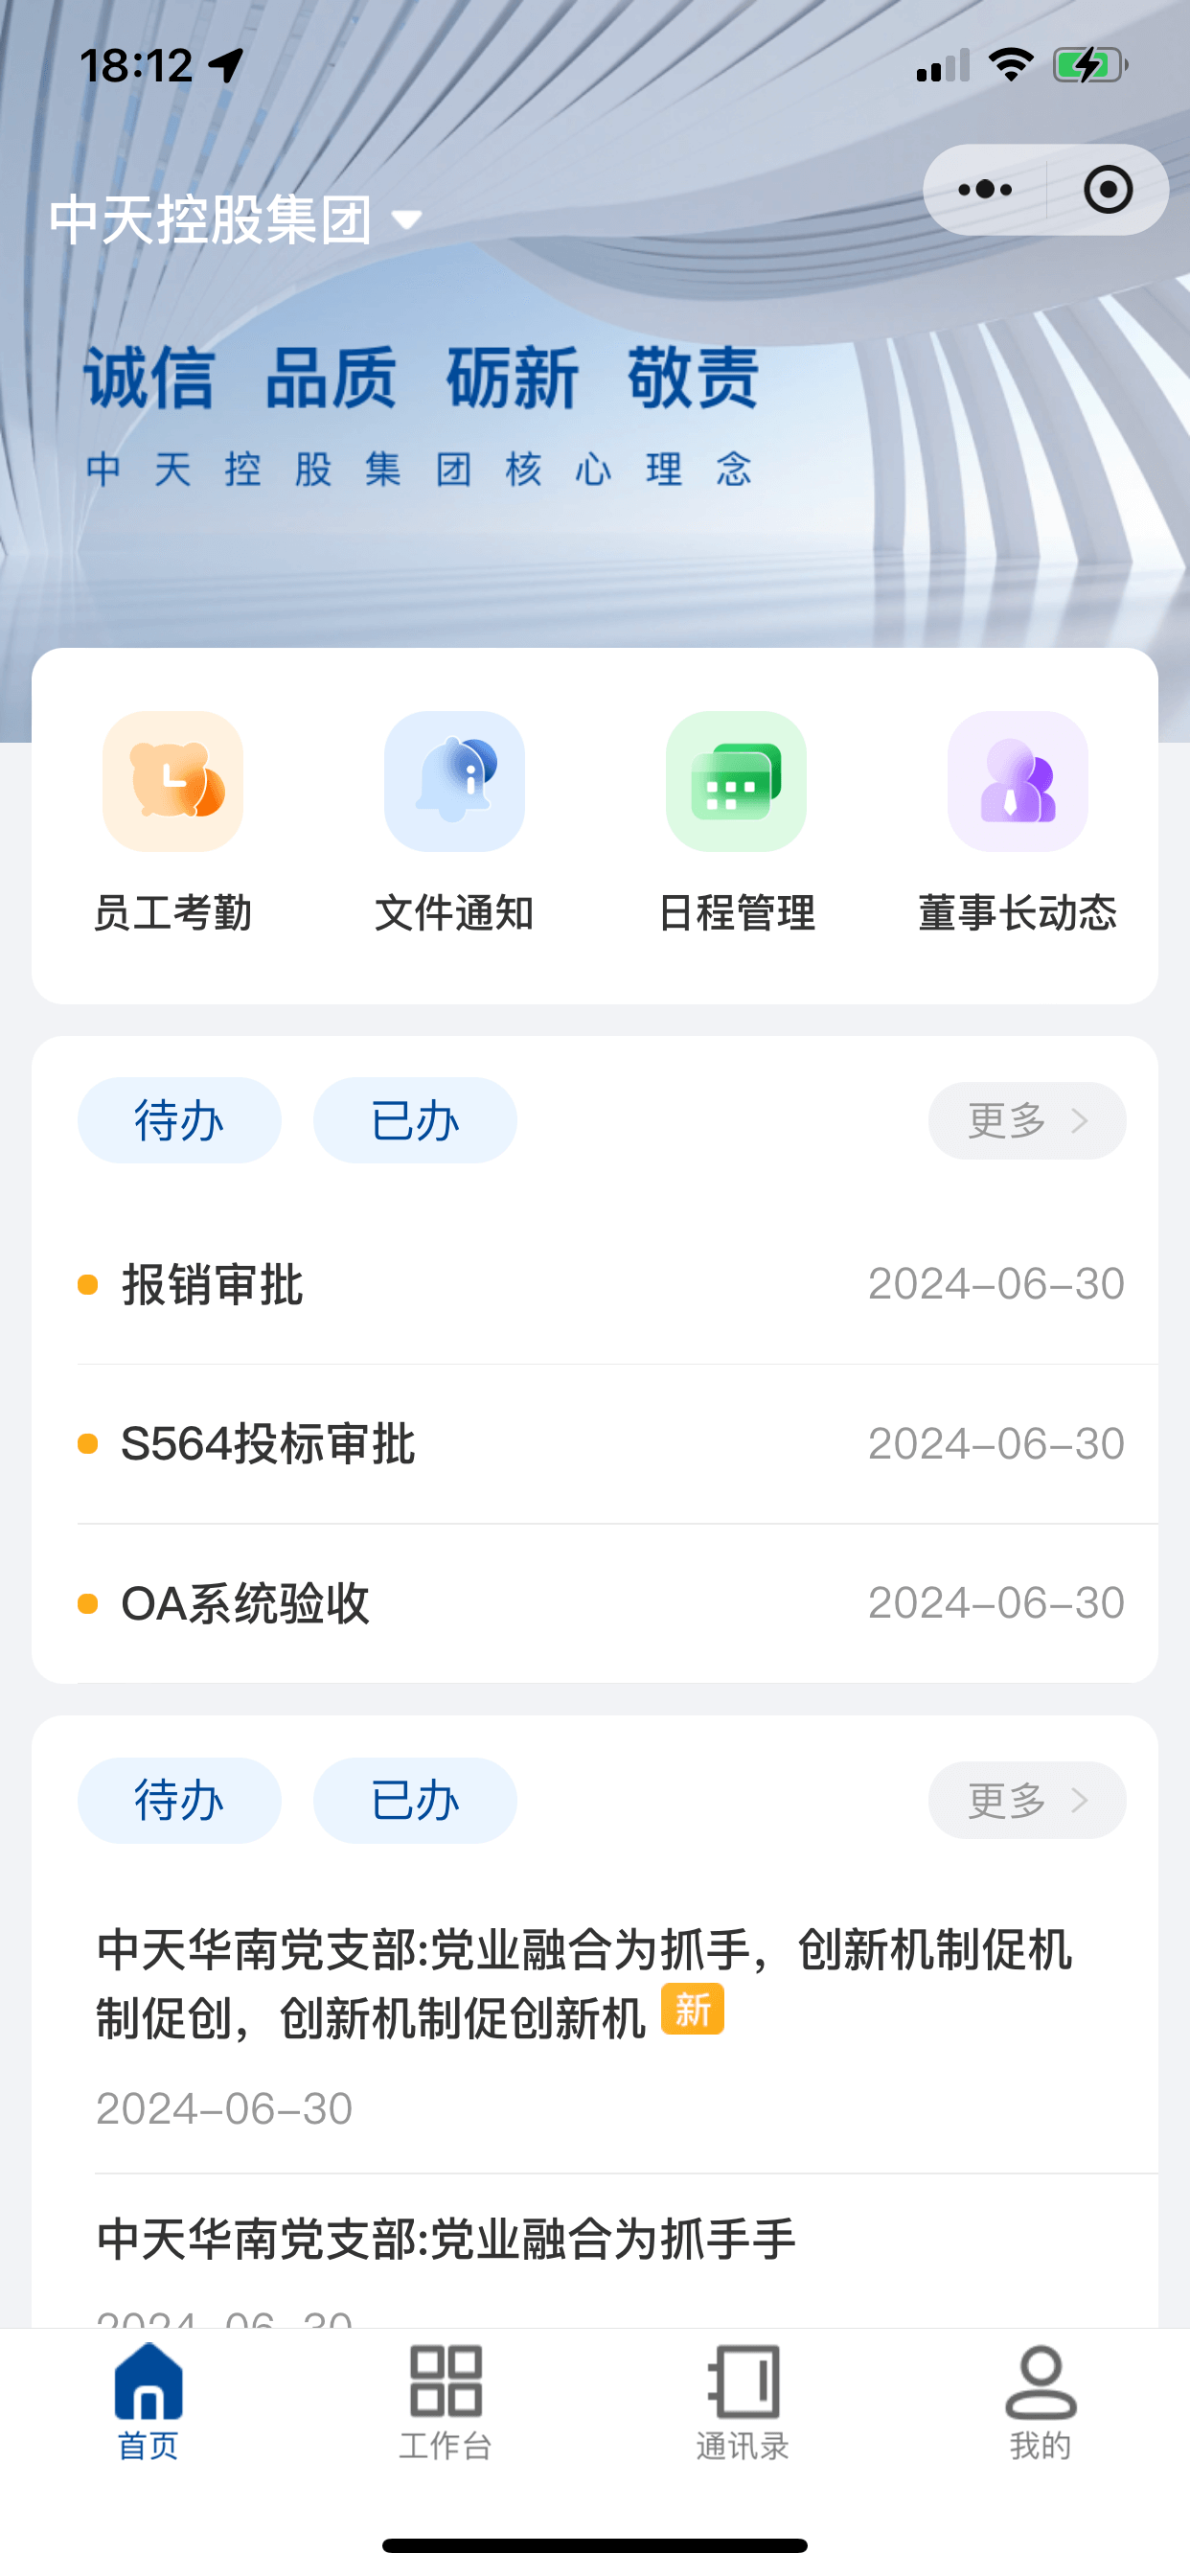 18:12
中天控股集团
诚信 品质 砺新 敬责
中天控股集团核心理念
员工考勤 文件通知 日程管理 董事长动态
待办 已办 更多
报销审批 2024-06-30
S564投标审批 2024-06-30
OA系统验收 2024-06-30
待办 已办 更多
中天华南党支部:党业融合为抓手，创新机制促机
制促创，创新机制促创新机 新
2024-06-30
中天华南党支部:党业融合为抓手手
2024-06-30
首页 工作台 通讯录 我的